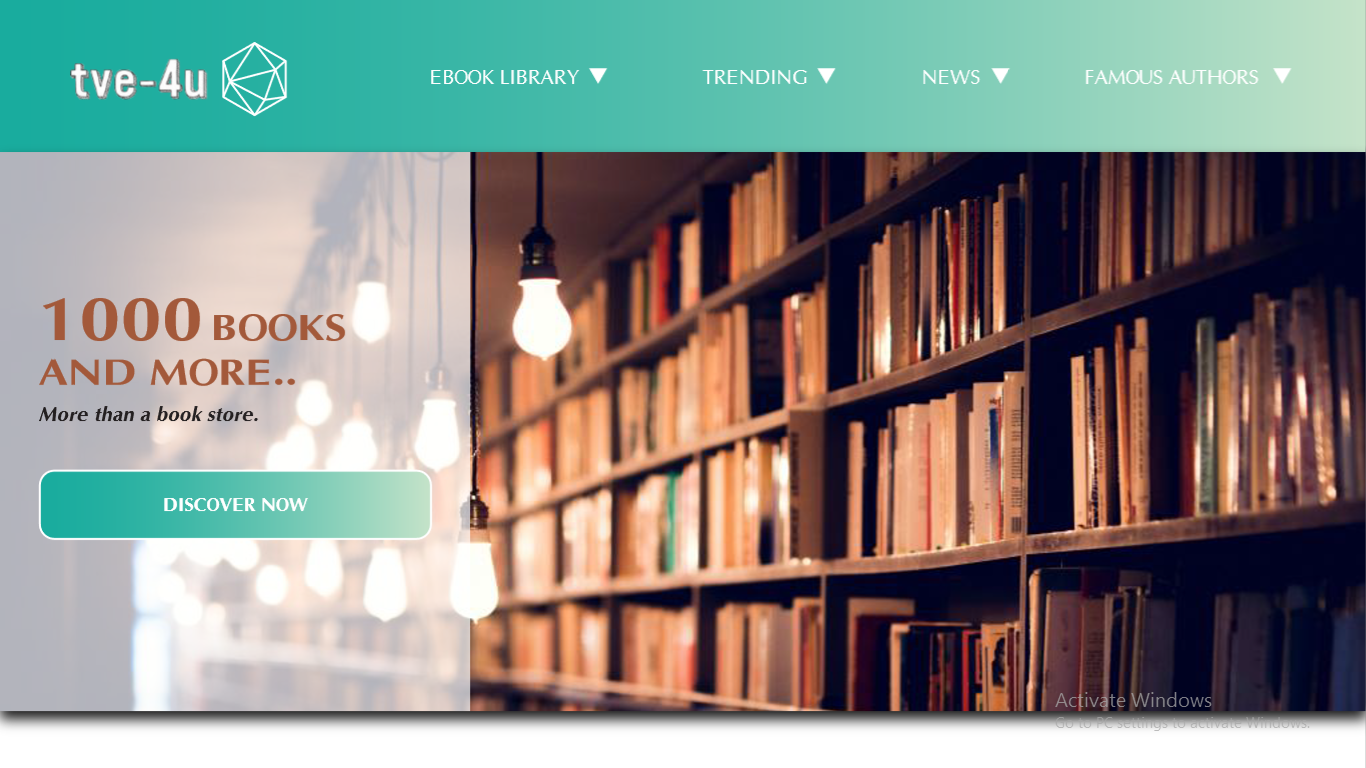 tve-4u
EBOOK LIBRARY ▼
TRENDING ▼
NEWS ▼
FAMOUS AUTHORS ▼
1000 BOOKS
AND MORE..
More than a book store.
DISCOVER NOW
Activate Windows
Go to PC settings to activate Windows.